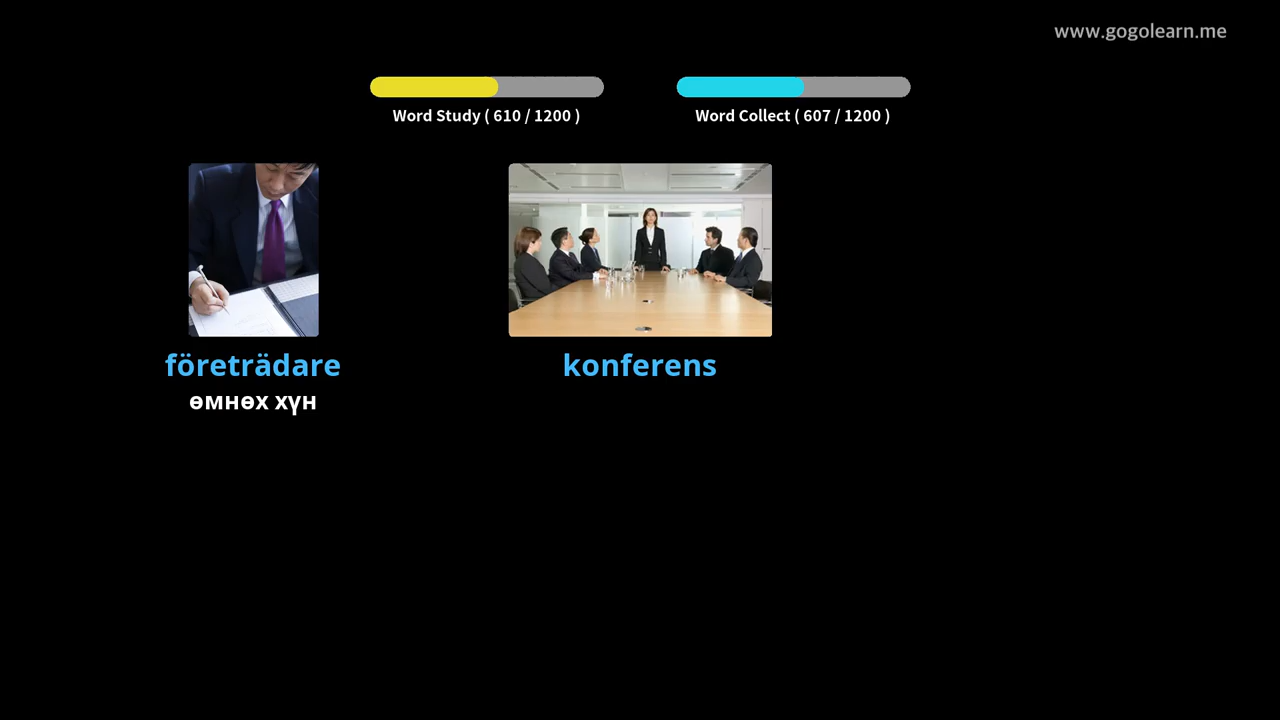 www.gogolearn.me
Word Study ( 610 / 1200 )
Word Collect ( 607 / 1200 )
företrädare
өмнөх хүн
konferens